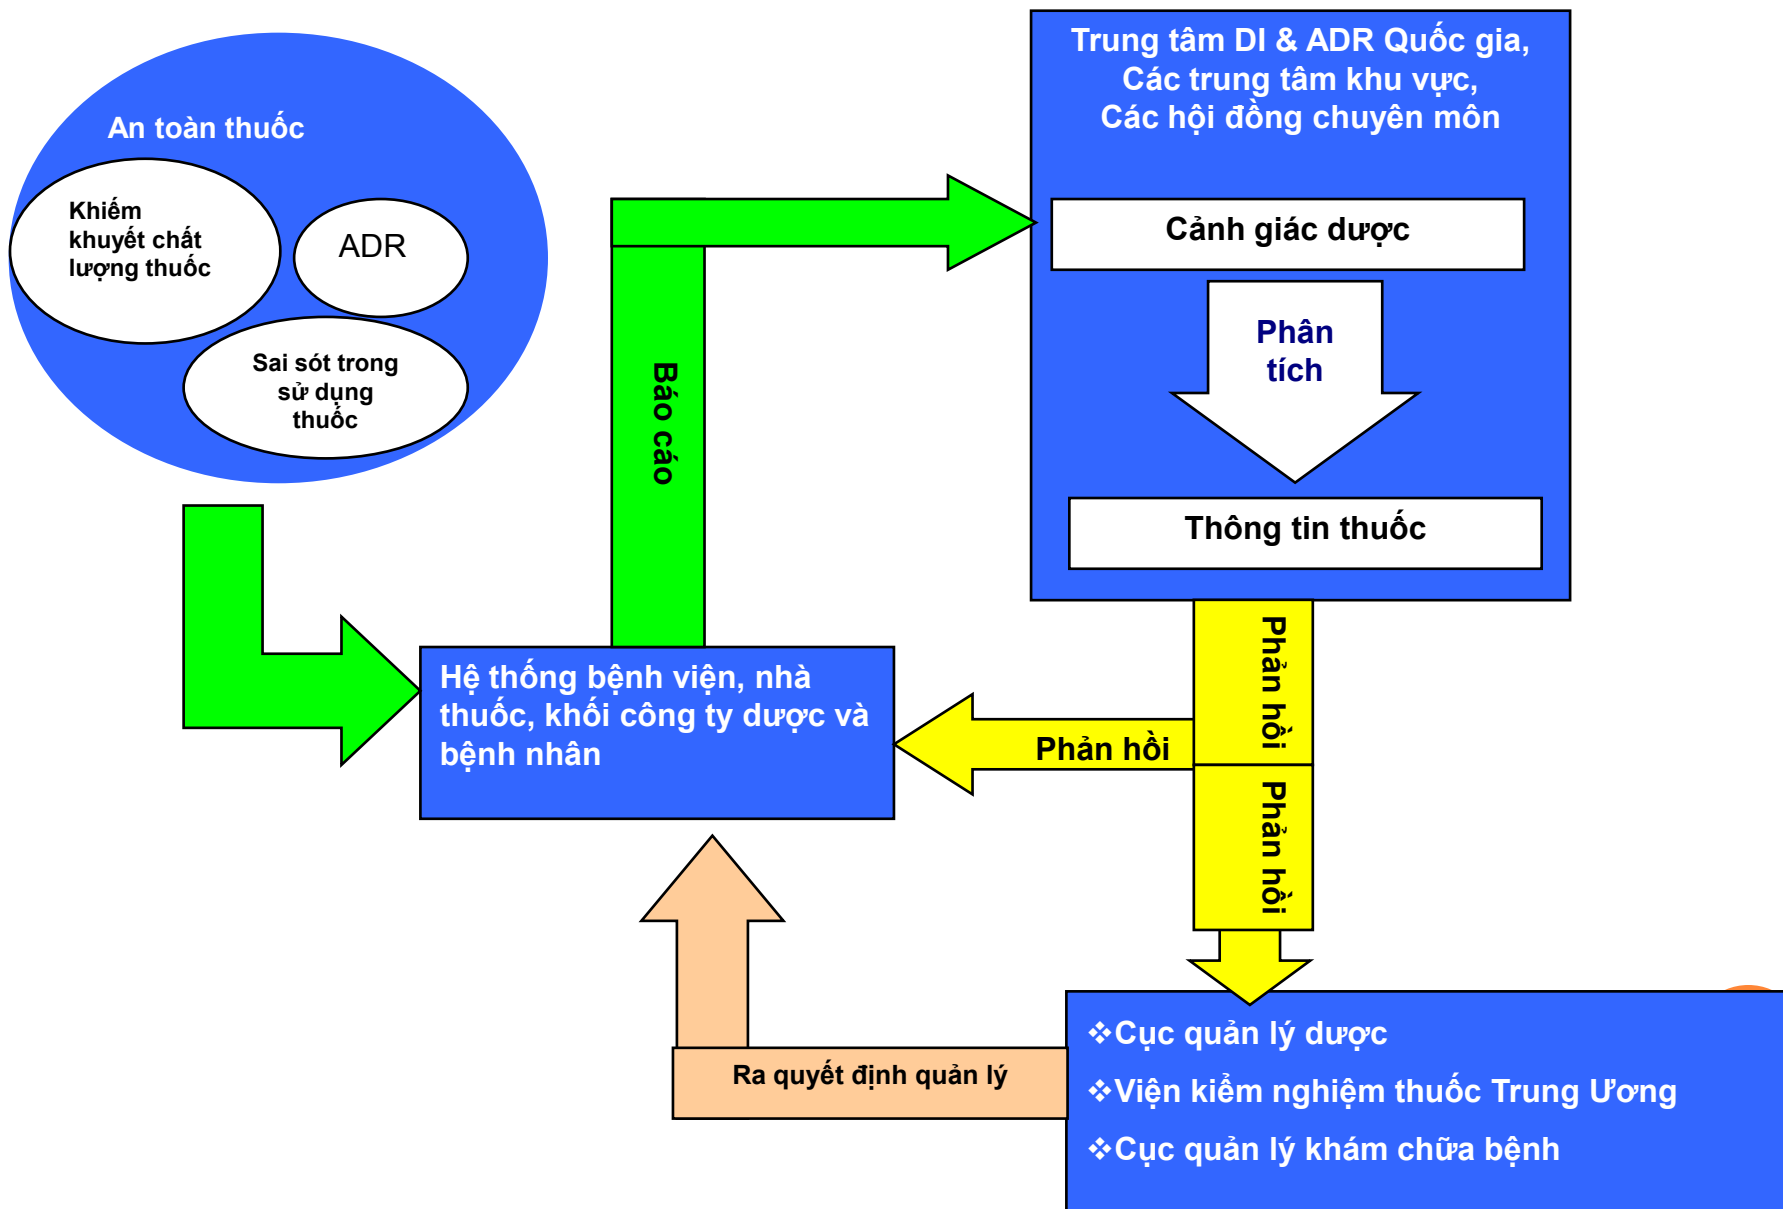 An toàn thuốc
Khiếm
khuyết chất
lượng thuốc
ADR
Sai sót trong
sử dụng
thuốc
Trung tâm DI & ADR Quốc gia,
Các trung tâm khu vực,
Các hội đồng chuyên môn
Cảnh giác dược
Phân
tích
Thông tin thuốc
Báo cáo
Hệ thống bệnh viện, nhà
thuốc, khối công ty dược và
bệnh nhân
Phản hồi
Phản hồi
Phản hồi
Ra quyết định quản lý
❖Cục quản lý dược
❖Viện kiểm nghiệm thuốc Trung Ương
❖Cục quản lý khám chữa bệnh